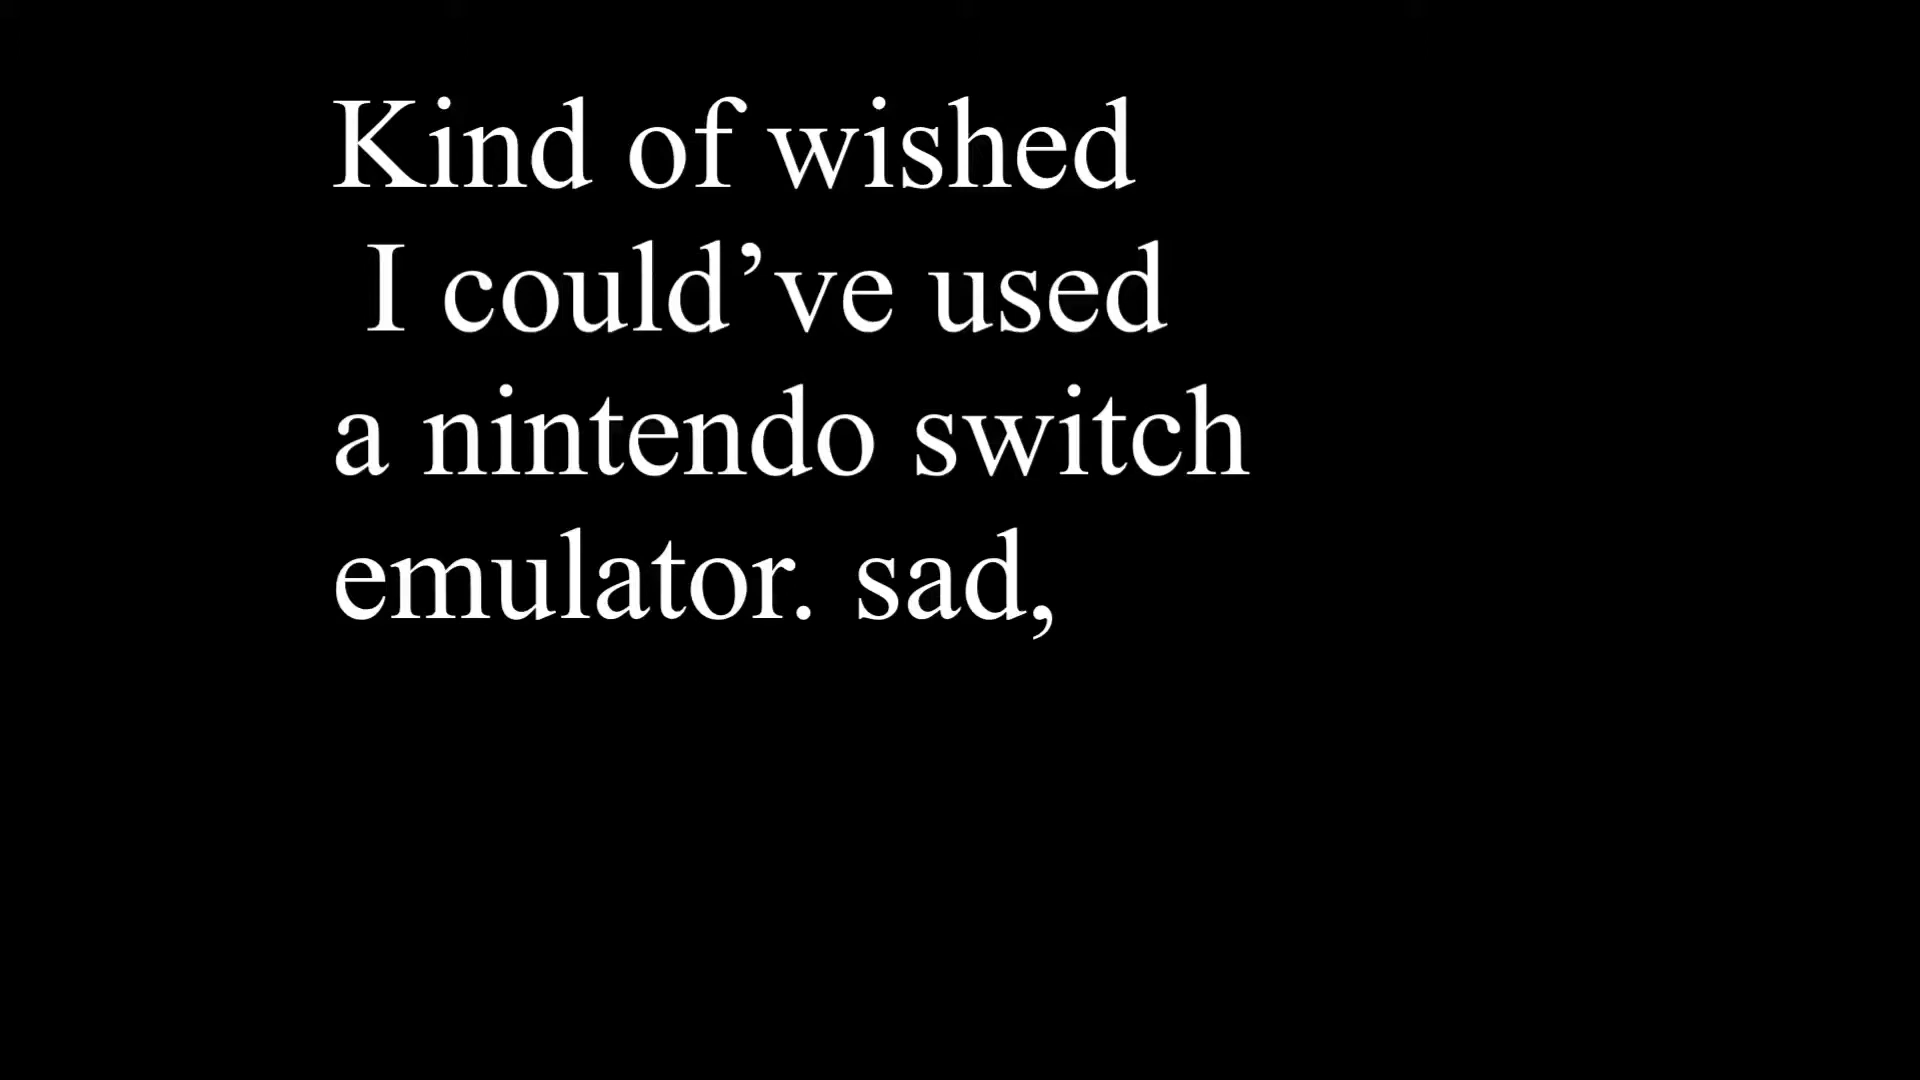 Kind of wished
I could’ve used
a nintendo switch
emulator. sad,